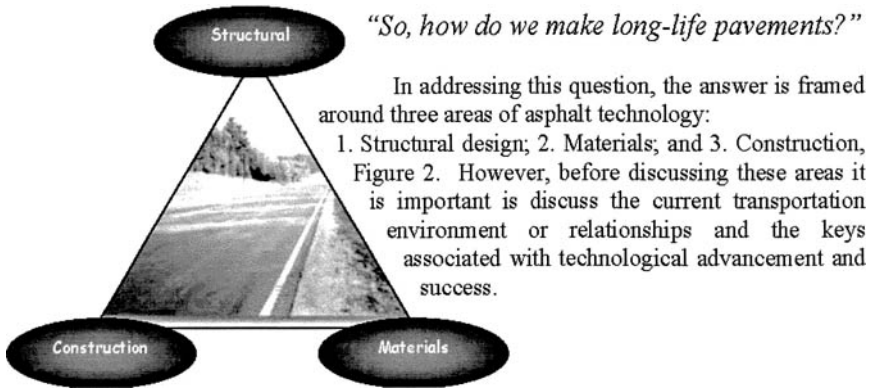 Structural
“So, how do we make long-life pavements?”
In addressing this question, the answer is framed
around three areas of asphalt technology:
1. Structural design; 2. Materials; and 3. Construction,
Figure 2. However, before discussing these areas it
is important is discuss the current transportation
environment or relationships and the keys
associated with technological advancement and
success.
Construction
Materials